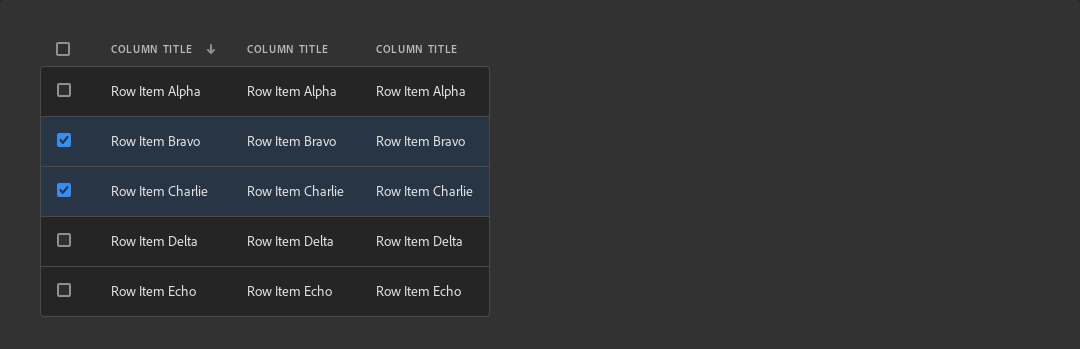 COLUMN TITLE COLUMN TITLE COLUMN TITLE
Row Item Alpha Row Item Alpha Row Item Alpha
Row Item Bravo Row Item Bravo Row Item Bravo
Row Item Charlie Row Item Charlie Row Item Charlie
Row Item Delta Row Item Delta Row Item Delta
Row Item Echo Row Item Echo Row Item Echo